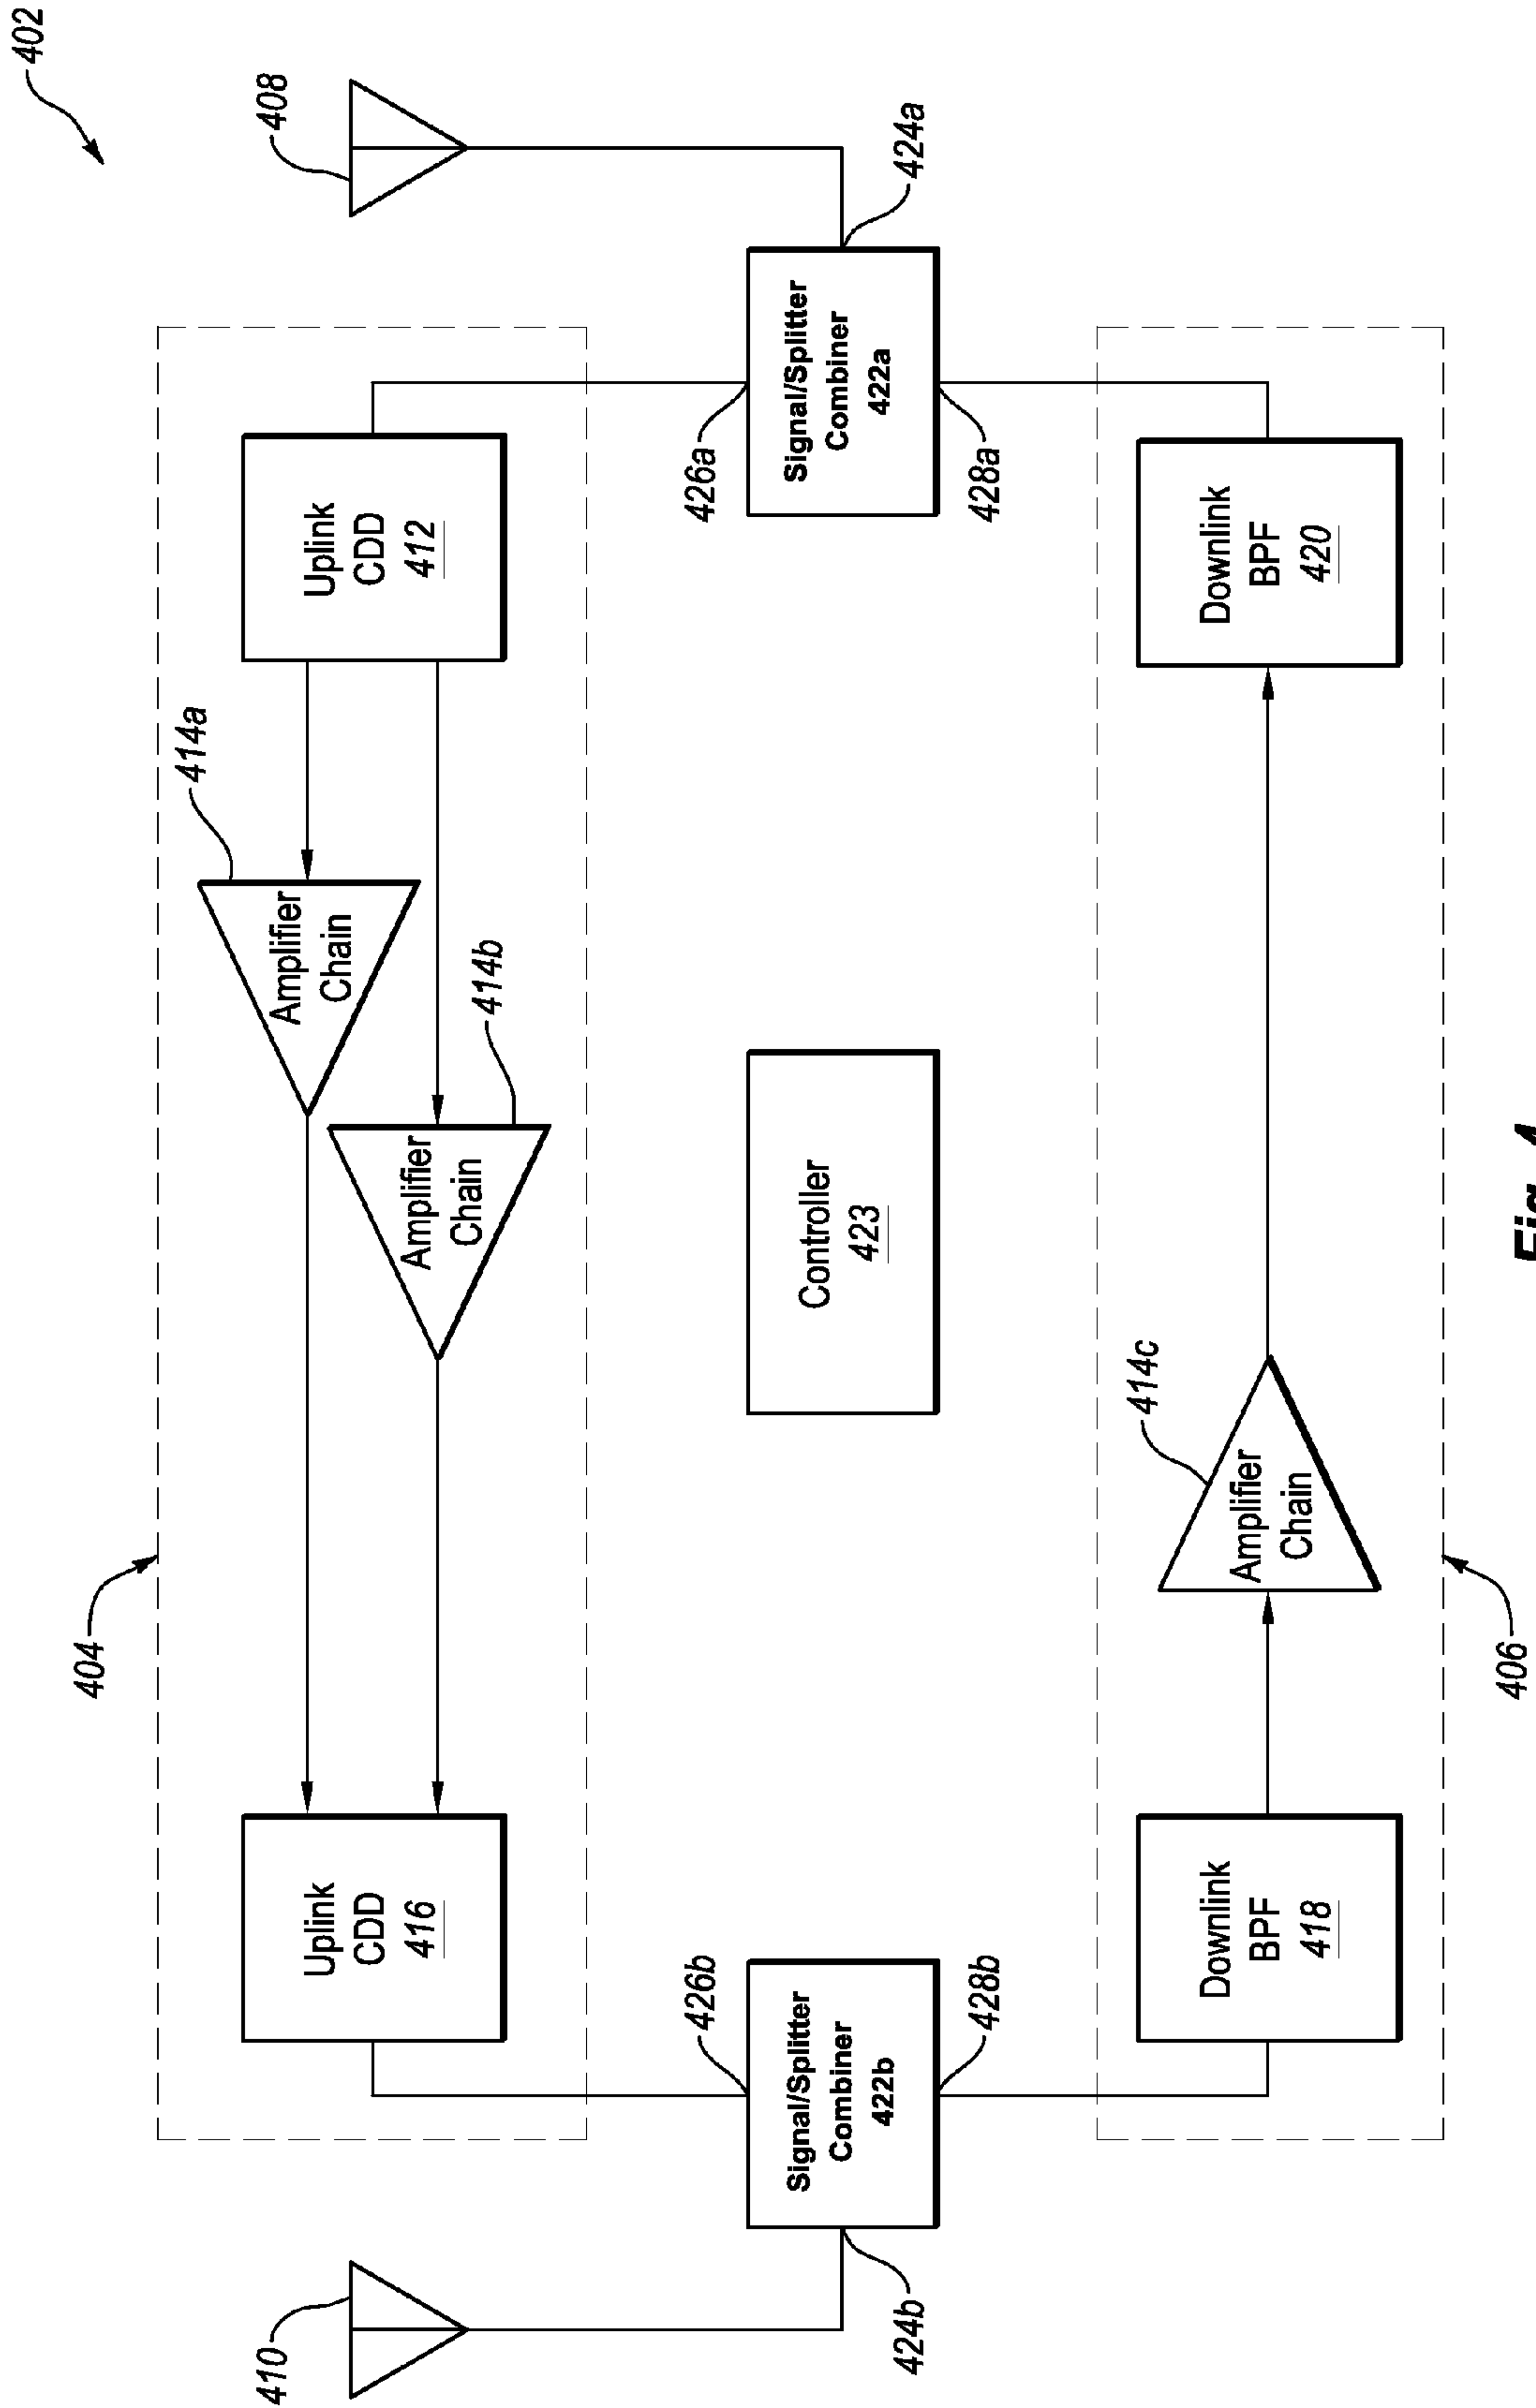 402
404
414a
410
408
Uplink
CDD
416
Amplifier
Chain
Uplink
CDD
412
Amplifier
Chain
414b
426b
426a
Signal/Splitter
Combiner
422b
Controller
423
Signal/Splitter
Combiner
422a
424b
424a
428b
428a
414c
Downlink
BPF
418
Amplifier
Chain
Downlink
BPF
420
406
Fig. 4